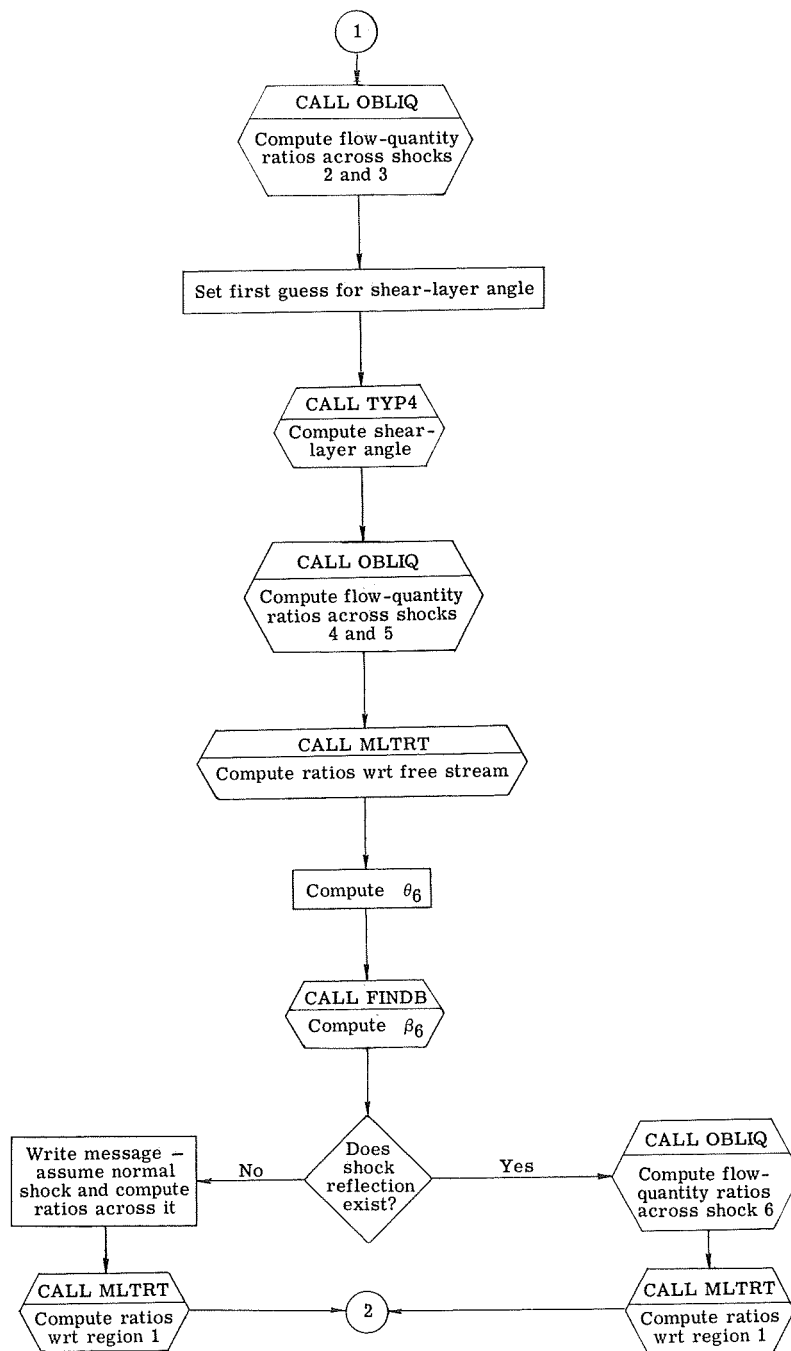 1
CALL OBLIQ
Compute flow-quantity
ratios across shocks
2 and 3
Set first guess for shear-layer angle
CALL TYP4
Compute shear-
layer angle
CALL OBLIQ
Compute flow-quantity
ratios across shocks
4 and 5
CALL MLTRT
Compute ratios wrt free stream
Compute θ6
CALL FINDB
Compute β6
Does
shock
reflection
exist?
No
Yes
Write message –
assume normal
shock and compute
ratios across it
CALL OBLIQ
Compute flow-
quantity ratios
across shock 6
CALL MLTRT
Compute ratios
wrt region 1
2
CALL MLTRT
Compute ratios
wrt region 1